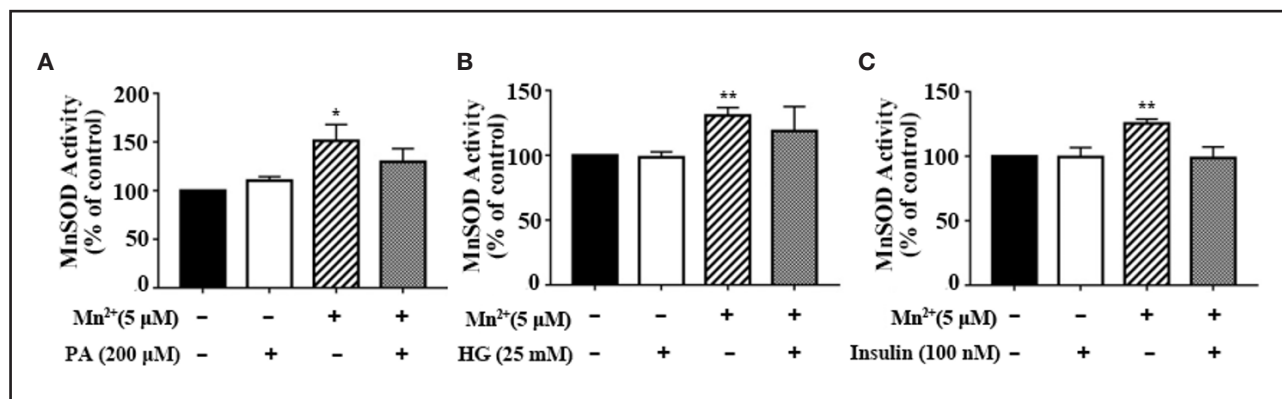 A
MnSOD Activity
(% of control)
200
150
100
50
0
*
Mn²⁺(5 µM) – – + +
PA (200 µM) – + – +
B
MnSOD Activity
(% of control)
150
100
50
0
**
Mn²⁺(5 µM) – – + +
HG (25 mM) – + – +
C
MnSOD Activity
(% of control)
150
100
50
0
**
Mn²⁺(5 µM) – – + +
Insulin (100 nM) – + – +